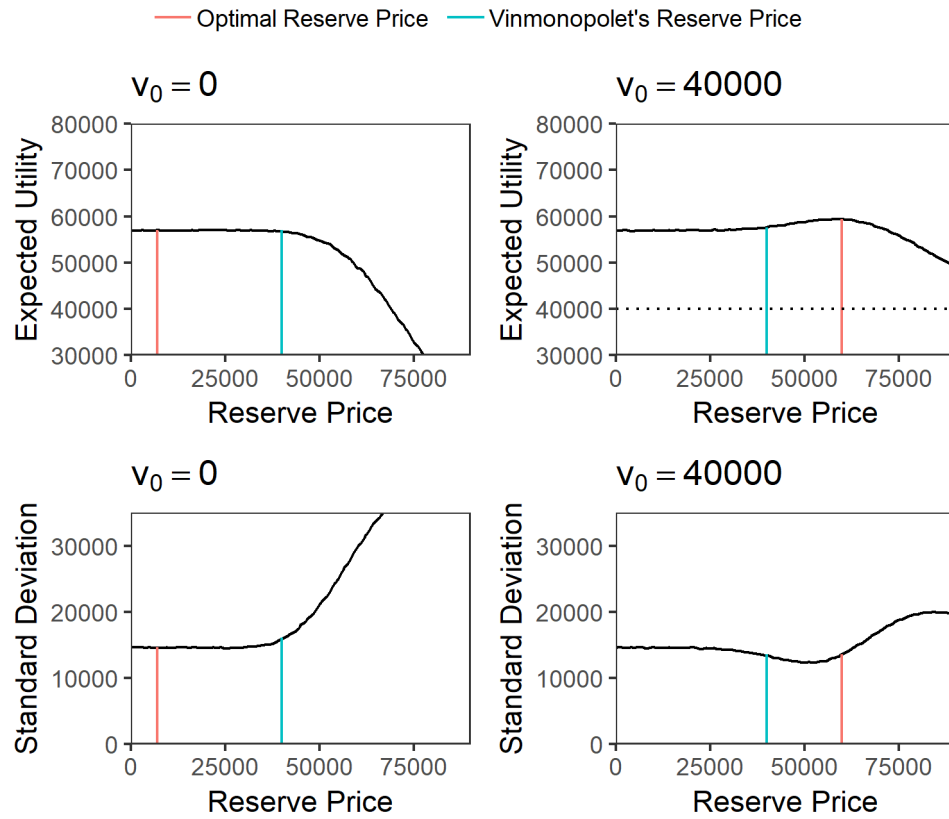 Optimal Reserve Price Vinmonopolet's Reserve Price
v₀ = 0
80000
70000
60000
50000
40000
30000
Expected Utility
0 25000 50000 75000
Reserve Price
v₀ = 40000
80000
70000
60000
50000
40000
30000
Expected Utility
0 25000 50000 75000
Reserve Price
v₀ = 0
30000
20000
10000
0
Standard Deviation
0 25000 50000 75000
Reserve Price
v₀ = 40000
30000
20000
10000
0
Standard Deviation
0 25000 50000 75000
Reserve Price